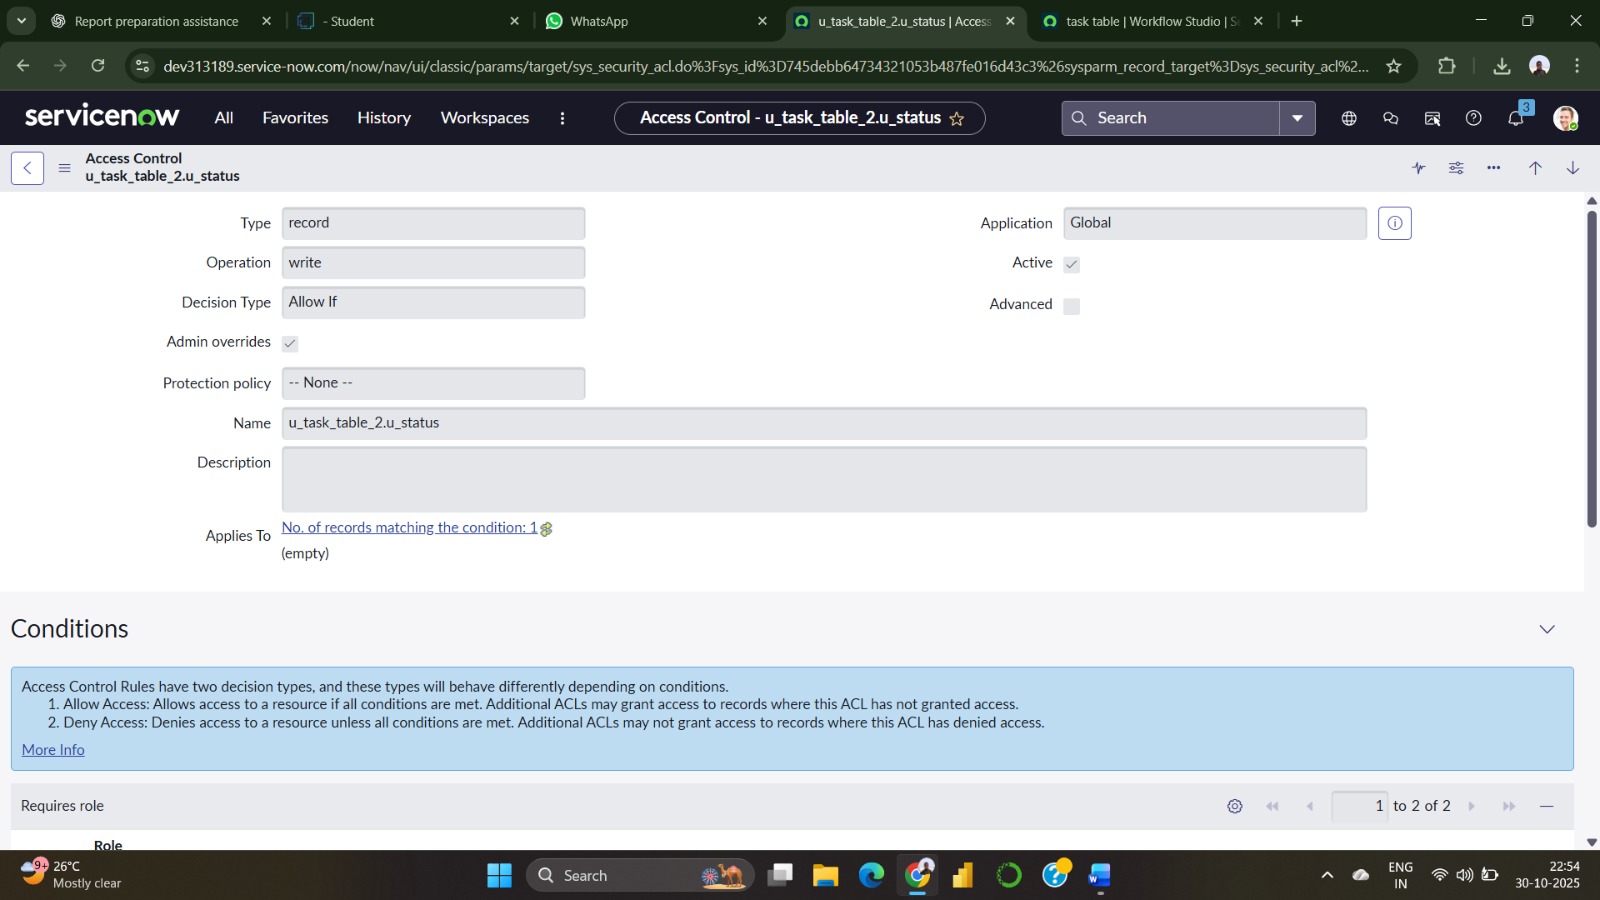 Report preparation assistance
- Student
WhatsApp
u_task_table_2.u_status | Access
task table | Workflow Studio | S
dev313189.service-now.com/now/nav/ui/classic/params/target/sys_security_acl.do%3Fsys_id%3D745debb64734321053b487fe016d43c3%26sysparm_record_target%3Dsys_security_acl%2...
servicenow
All
Favorites
History
Workspaces
Access Control - u_task_table_2.u_status
Search
3
Access Control
u_task_table_2.u_status
Type
record
Application
Global
Operation
write
Active
Decision Type
Allow If
Advanced
Admin overrides
Protection policy
-- None --
Name
u_task_table_2.u_status
Description
Applies To
No. of records matching the condition: 1
(empty)
Conditions
Access Control Rules have two decision types, and these types will behave differently depending on conditions.
1. Allow Access: Allows access to a resource if all conditions are met. Additional ACLs may grant access to records where this ACL has not granted access.
2. Deny Access: Denies access to a resource unless all conditions are met. Additional ACLs may not grant access to records where this ACL has denied access.
More Info
Requires role
1 to 2 of 2
Role
9+
26°C
Mostly clear
Search
ENG
IN
22:54
30-10-2025